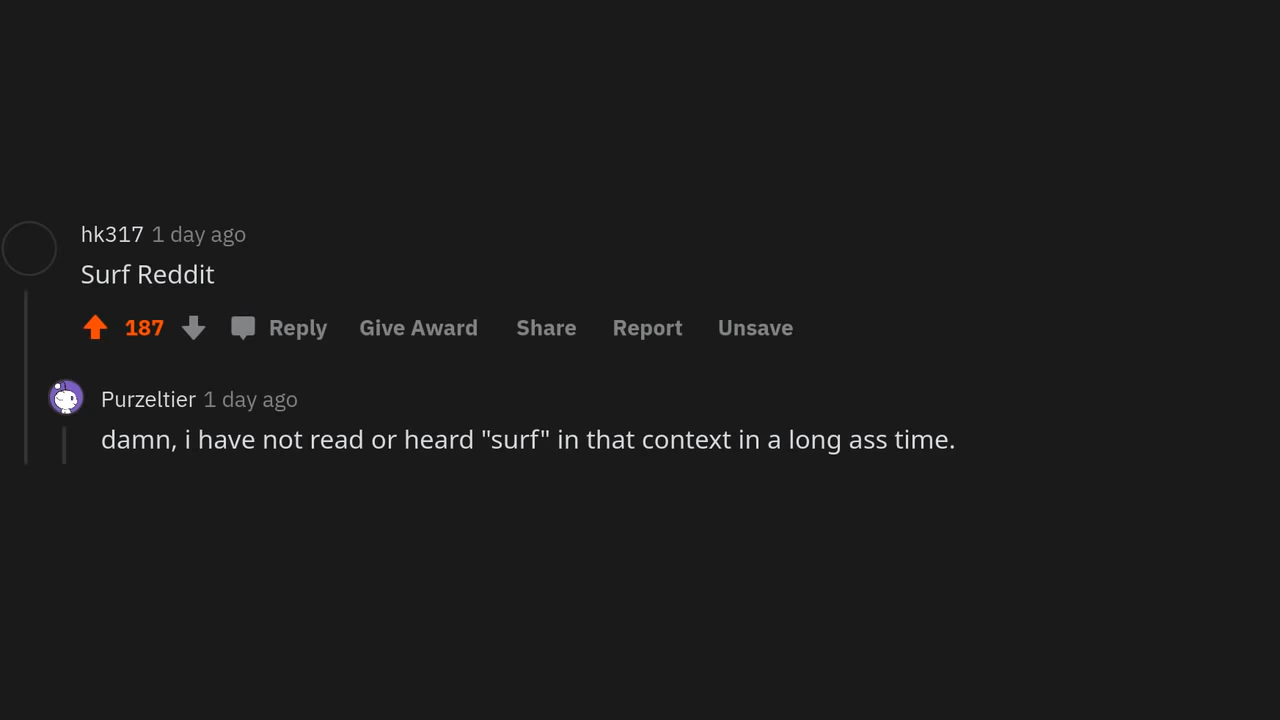 hk317 1 day ago
Surf Reddit
187 Reply Give Award Share Report Unsave
Purzeltier 1 day ago
damn, i have not read or heard "surf" in that context in a long ass time.